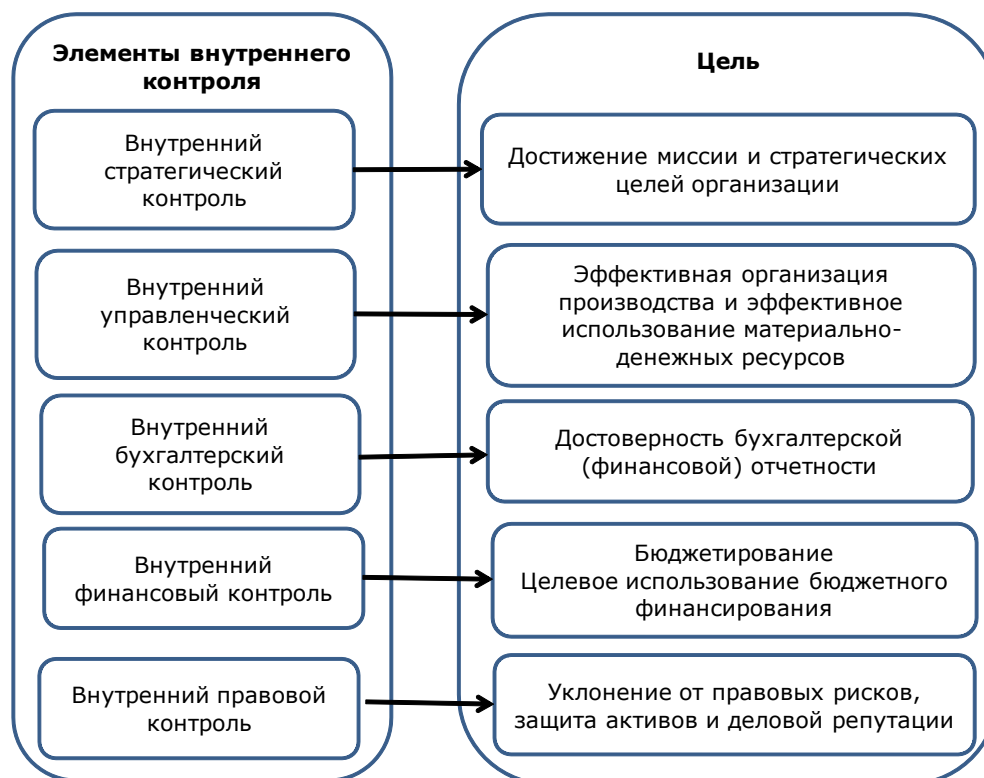 Элементы внутреннего
контроля
Цель
Внутренний
стратегический
контроль
Достижение миссии и стратегических
целей организации
Внутренний
управленческий
контроль
Эффективная организация
производства и эффективное
использование материально-
денежных ресурсов
Внутренний
бухгалтерский
контроль
Достоверность бухгалтерской
(финансовой) отчетности
Внутренний
финансовый контроль
Бюджетирование
Целевое использование бюджетного
финансирования
Внутренний правовой
контроль
Уклонение от правовых рисков,
защита активов и деловой репутации